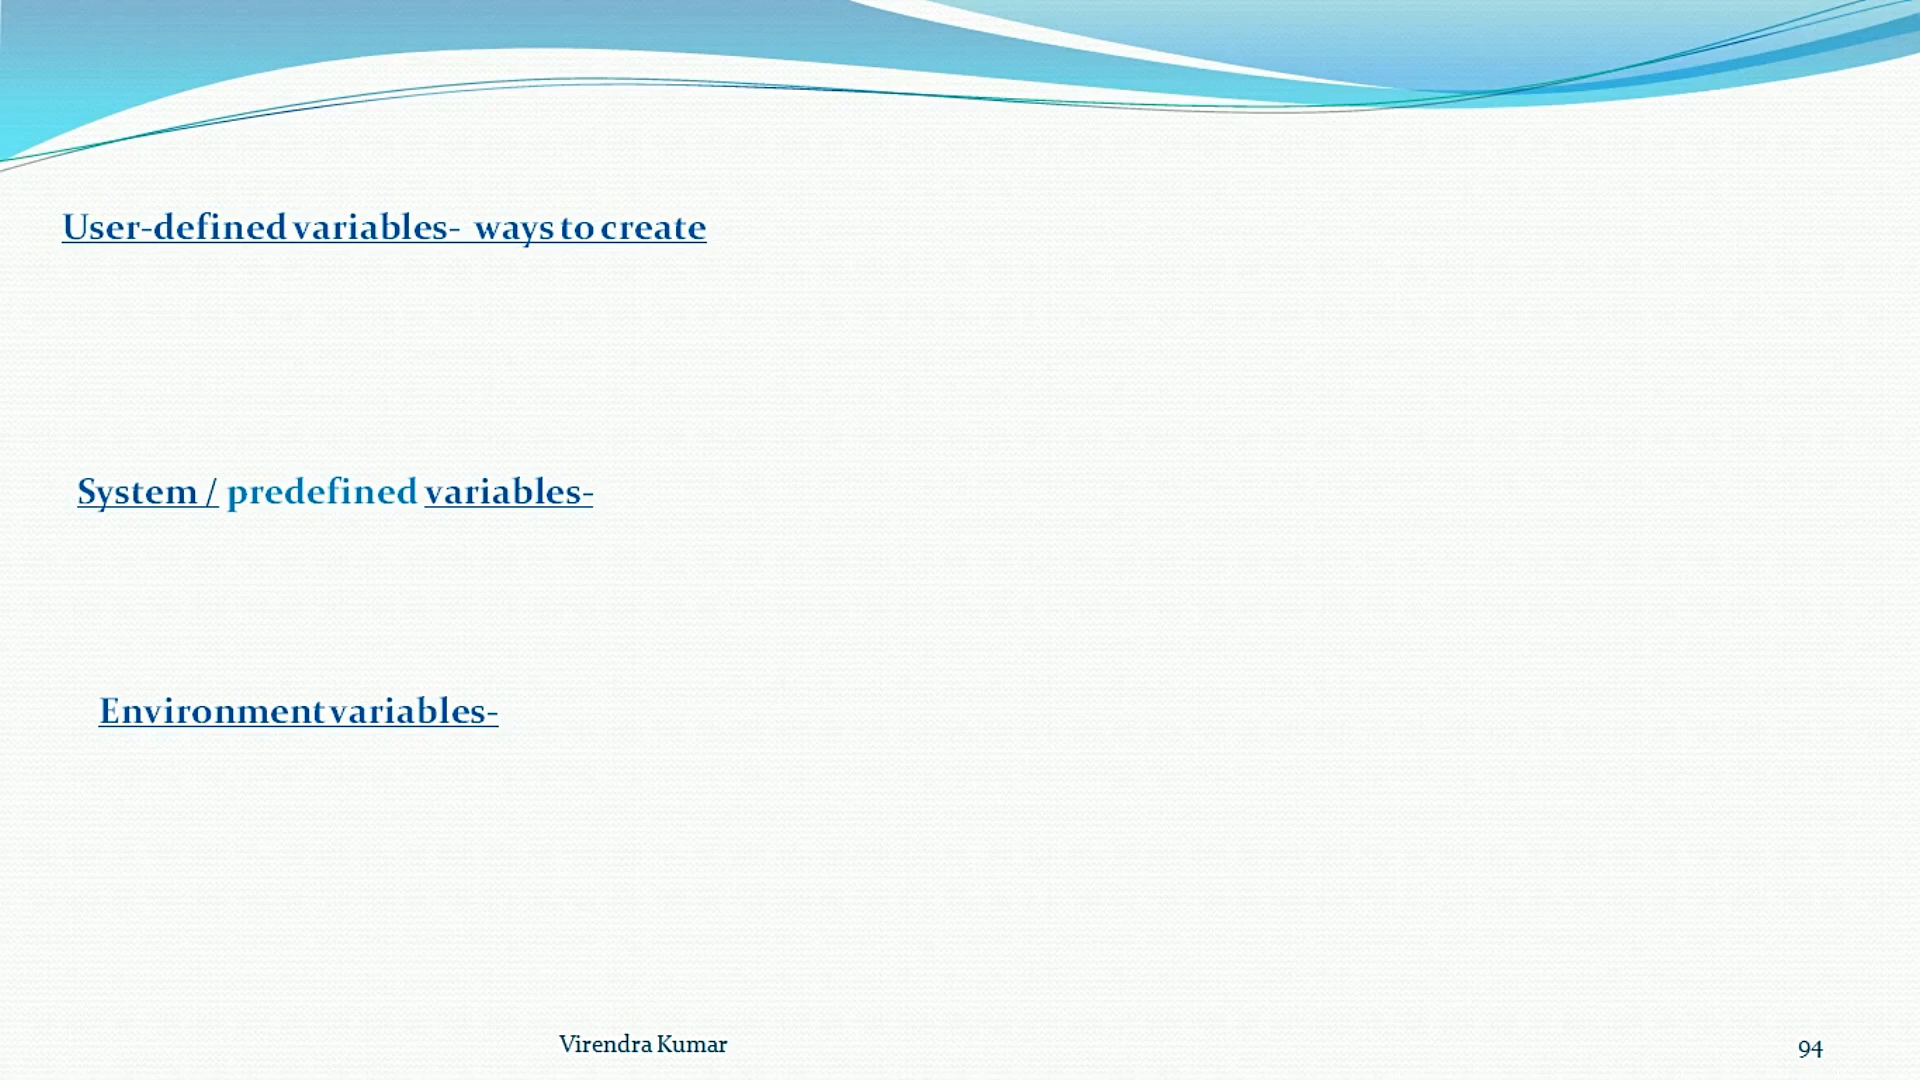 User-defined variables- ways to create
System / predefined variables-
Environment variables-
Virendra Kumar
94